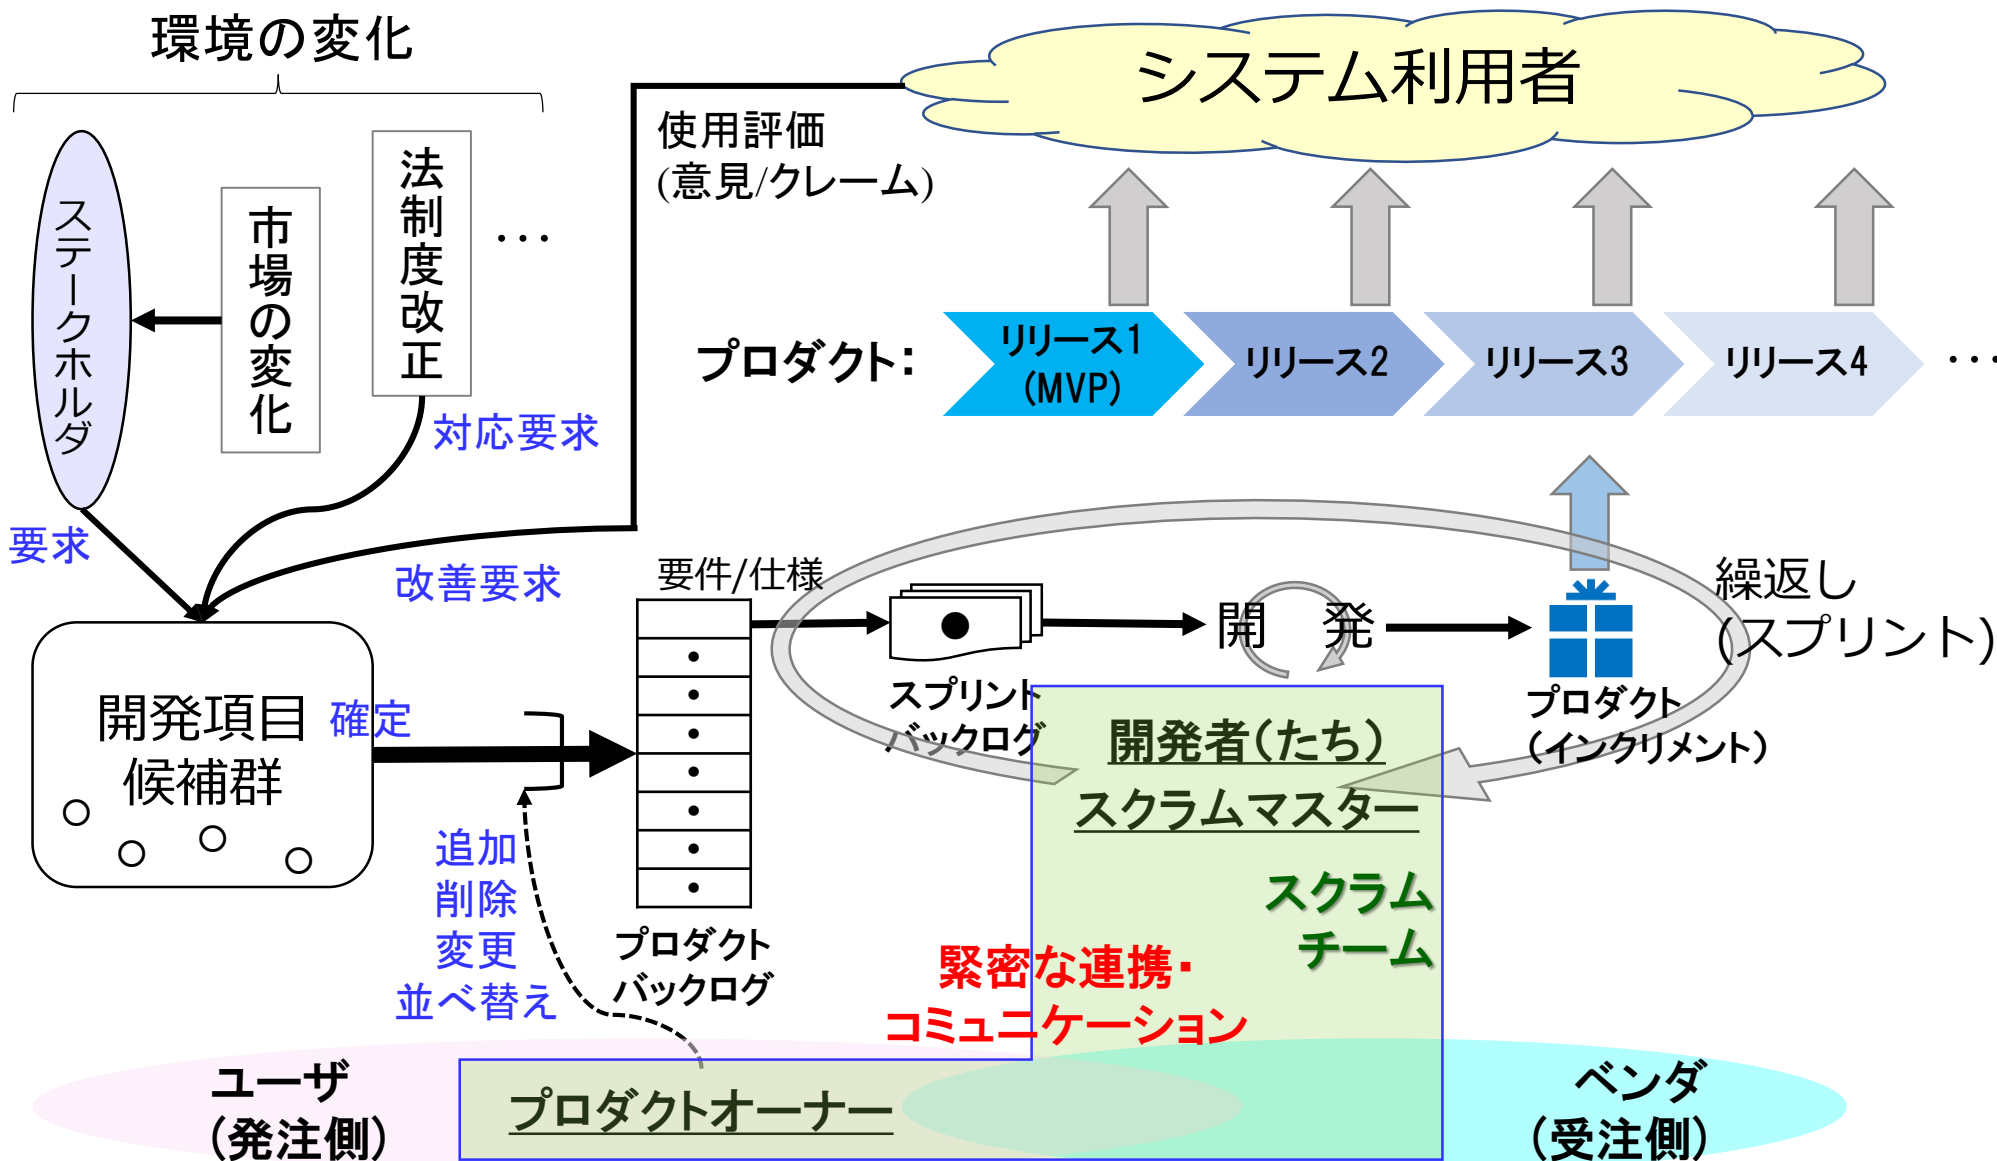 環境の変化
システム利用者
使用評価
(意見/クレーム)
ステークホルダ
市場の変化
法制度改正
・・・
対応要求
プロダクト：
リリース1
(MVP)
リリース2
リリース3
リリース4
・・・
要求
改善要求
要件/仕様
繰返し
(スプリント)
開　発
スプリント
バックログ
プロダクト
（インクリメント）
開発項目
候補群
確定
開発者（たち）
スクラムマスター
追加
削除
変更
並べ替え
プロダクト
バックログ
スクラム
チーム
緊密な連携・
コミュニケーション
ユーザ
（発注側）
プロダクトオーナー
ベンダ
（受注側）